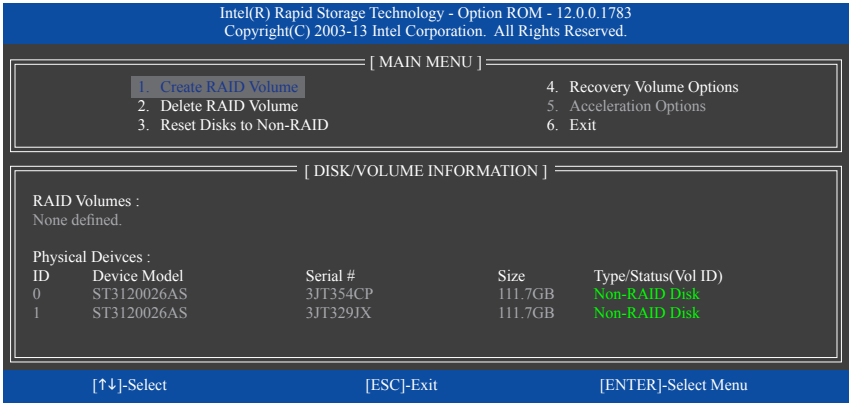 Intel(R) Rapid Storage Technology - Option ROM - 12.0.0.1783
Copyright(C) 2003-13 Intel Corporation.  All Rights Reserved.
[ MAIN MENU ]
1. Create RAID Volume
2. Delete RAID Volume
3. Reset Disks to Non-RAID
4. Recovery Volume Options
5. Acceleration Options
6. Exit
[ DISK/VOLUME INFORMATION ]
RAID Volumes :
None defined.
Physical Deivces :
ID Device Model Serial # Size Type/Status(Vol ID)
0 ST3120026AS 3JT354CP 111.7GB Non-RAID Disk
1 ST3120026AS 3JT329JX 111.7GB Non-RAID Disk
[↑↓]-Select [ESC]-Exit [ENTER]-Select Menu